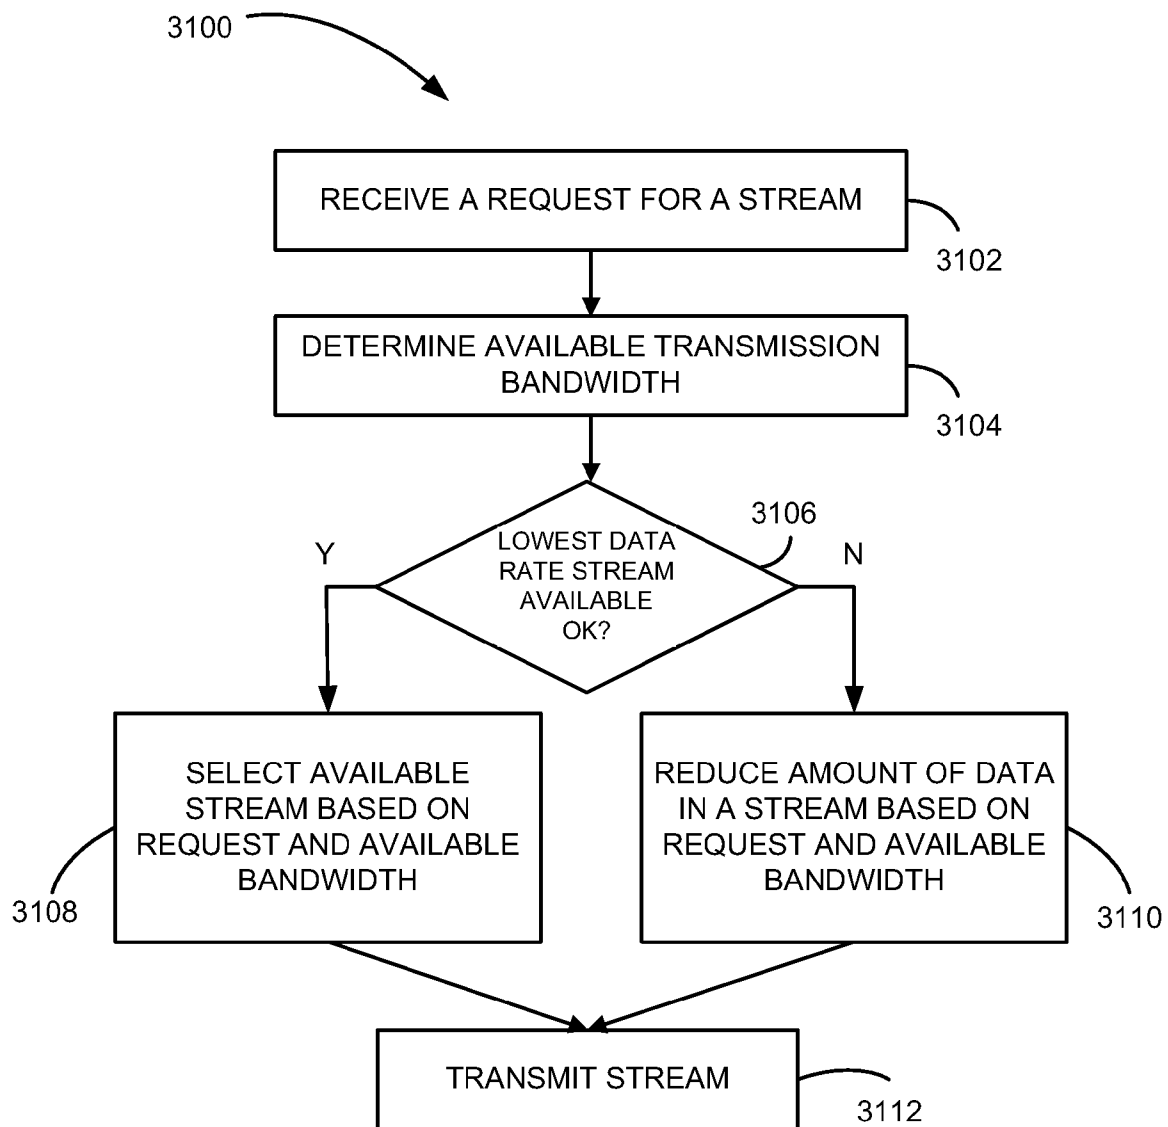 3100
RECEIVE A REQUEST FOR A STREAM
3102
DETERMINE AVAILABLE TRANSMISSION
BANDWIDTH
3104
3106
LOWEST DATA
RATE STREAM
AVAILABLE
OK?
Y
N
SELECT AVAILABLE
STREAM BASED ON
REQUEST AND AVAILABLE
BANDWIDTH
3108
REDUCE AMOUNT OF DATA
IN A STREAM BASED ON
REQUEST AND AVAILABLE
BANDWIDTH
3110
TRANSMIT STREAM
3112